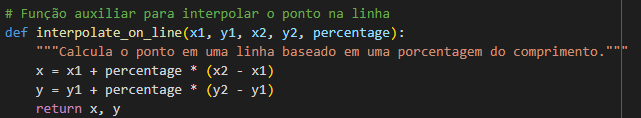 # Função auxiliar para interpolar o ponto na linha
def interpolate_on_line(x1, y1, x2, y2, percentage):
    """Calcula o ponto em uma linha baseado em uma porcentagem do comprimento."""
    x = x1 + percentage * (x2 - x1)
    y = y1 + percentage * (y2 - y1)
    return x, y